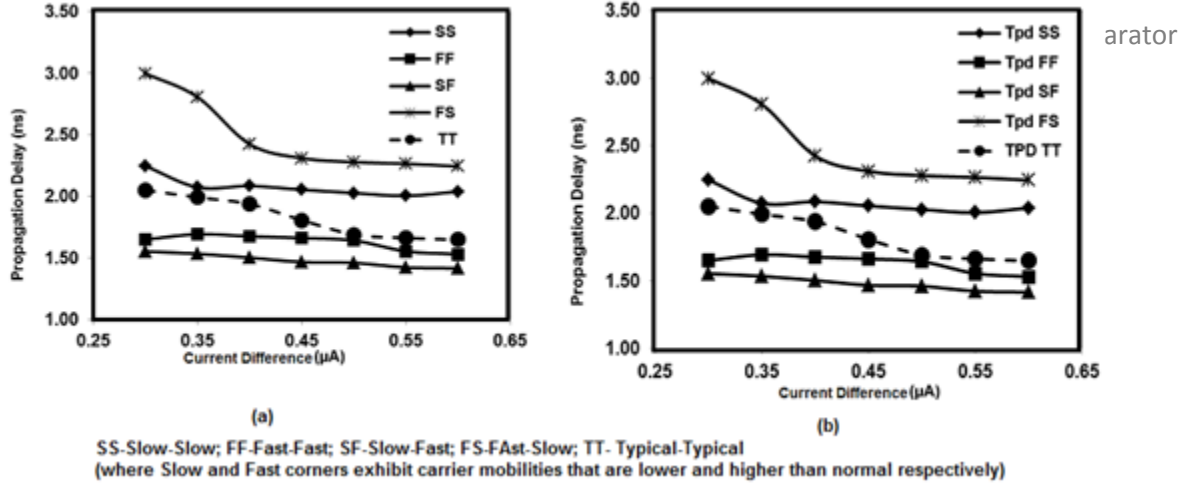 3.50
3.00
2.50
2.00
1.50
1.00
0.25 0.35 0.45 0.55 0.65
Propagation Delay (ns)
Current Difference(µA)
SS
FF
SF
FS
TT
(a)
3.50
3.00
2.50
2.00
1.50
1.00
0.25 0.35 0.45 0.55 0.65
Propagation Delay (ns)
Current Difference(µA)
Tpd SS
Tpd FF
Tpd SF
Tpd FS
TPD TT
(b)
arator
SS-Slow-Slow; FF-Fast-Fast; SF-Slow-Fast; FS-FAst-Slow; TT- Typical-Typical
(where Slow and Fast corners exhibit carrier mobilities that are lower and higher than normal respectively)